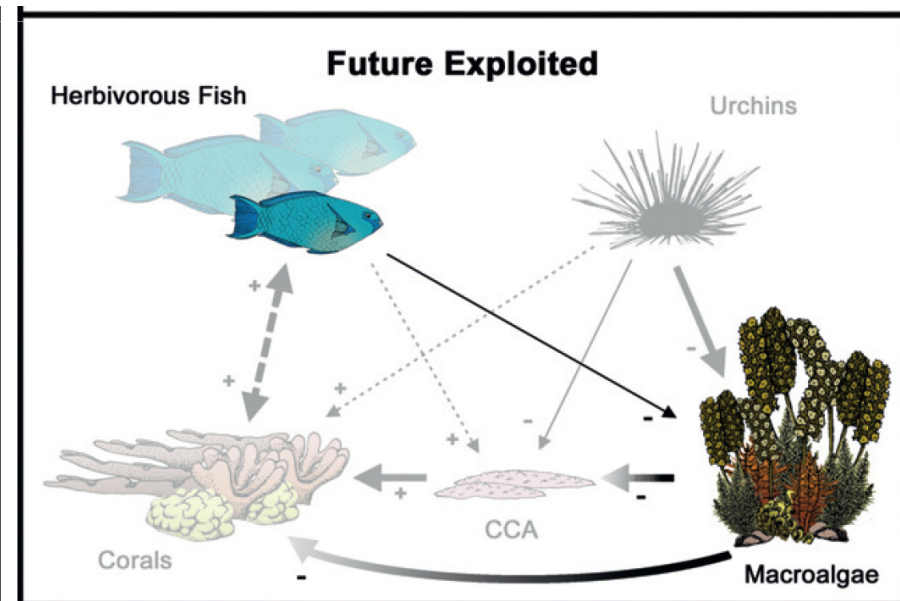 Future Exploited
Herbivorous Fish
Urchins
+
-
+
+
-
-
+
+
-
CCA
Corals
-
Macroalgae